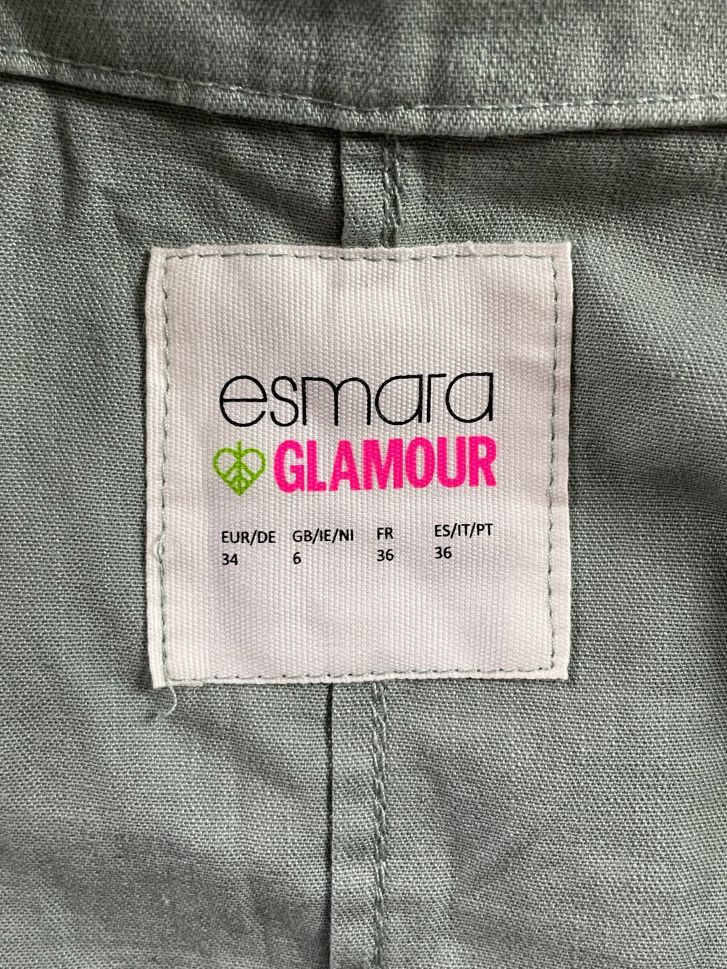 esmara
GLAMOUR
EUR/DE GB/IE/NI FR ES/IT/PT
34 6 36 36